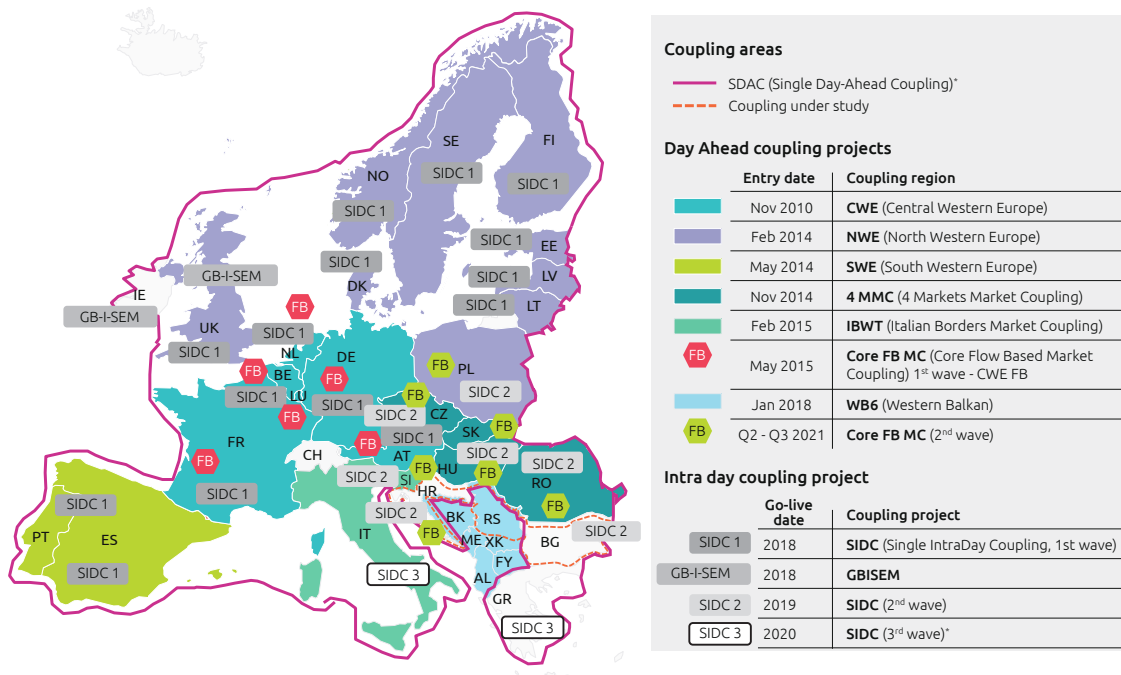 SE
FI
NO
SIDC 1
SIDC 1
SIDC 1
SIDC 1
EE
SIDC 1
GB-I-SEM
SIDC 1
LV
DK
IE
FB
SIDC 1
LT
GB-I-SEM
UK
SIDC 1
SIDC 1
NL
DE
FB
BE
FB
FB
PL
SIDC 1
LU
SIDC 2
FB
SIDC 1
SIDC 2
CZ
FB
FB
FR
FB
SIDC 1
SK
FB
CH
AT
HU
SIDC 2
SIDC 2
SIDC 1
SIDC 2
SI
FB
FB
RO
HR
FB
SIDC 2
BK
RS
PT
ES
IT
FB
ME
XK
BG
SIDC 2
SIDC 1
SIDC 3
FY
AL
GR
SIDC 3
Coupling areas
SDAC (Single Day-Ahead Coupling)*
Coupling under study
Day Ahead coupling projects
Entry date Coupling region
Nov 2010 CWE (Central Western Europe)
Feb 2014 NWE (North Western Europe)
May 2014 SWE (South Western Europe)
Nov 2014 4 MMC (4 Markets Market Coupling)
Feb 2015 IBWT (Italian Borders Market Coupling)
FB May 2015 Core FB MC (Core Flow Based Market
Coupling) 1st wave - CWE FB
Jan 2018 WB6 (Western Balkan)
FB Q2 - Q3 2021 Core FB MC (2nd wave)
Intra day coupling project
Go-live
date Coupling project
SIDC 1 2018 SIDC (Single IntraDay Coupling, 1st wave)
GB-I-SEM 2018 GBISEM
SIDC 2 2019 SIDC (2nd wave)
SIDC 3 2020 SIDC (3rd wave)*